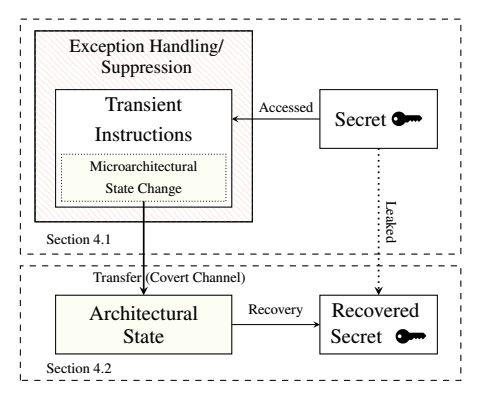 Exception Handling/
Suppression
Transient
Instructions
Microarchitectural
State Change
Accessed
Secret
Leaked
Section 4.1
Transfer (Covert Channel)
Architectural
State
Recovery
Recovered
Secret
Section 4.2